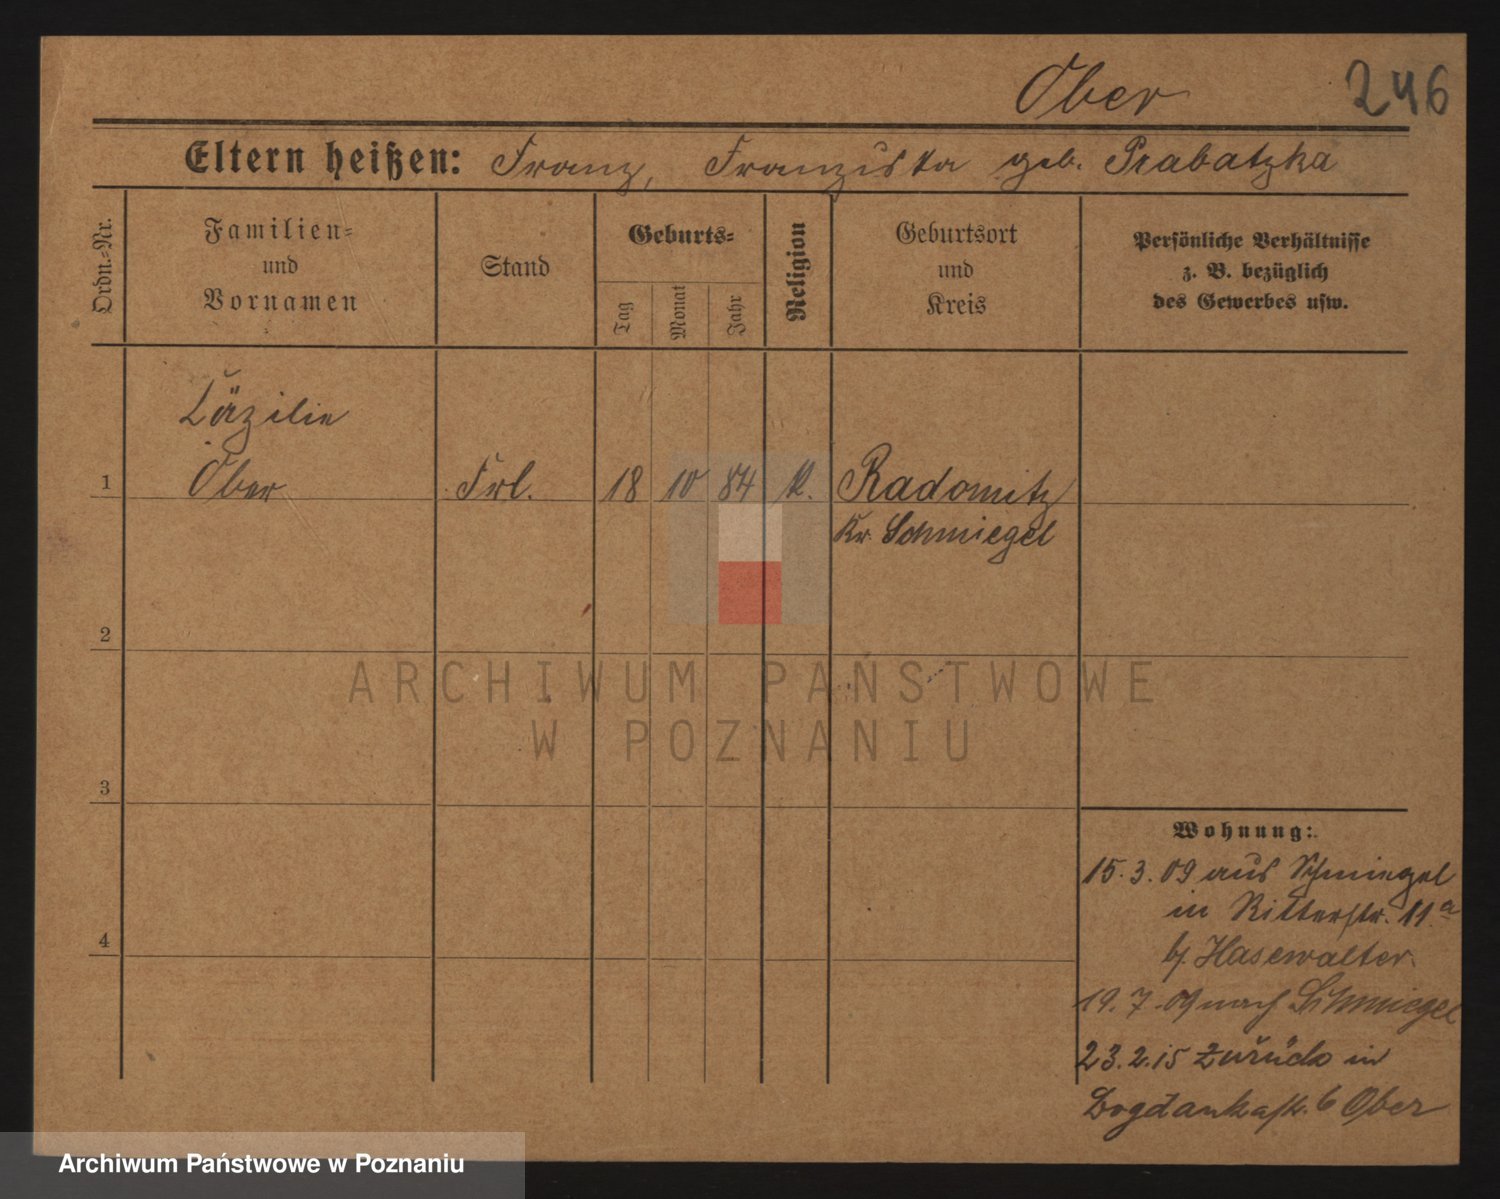 Ober 246
Eltern heißen: Franz, Franziska geb. Prabatzka
Ordn.-Nr.
Familien-
und
Vornamen
Stand
Geburts-
Tag
Monat
Jahr
Religion
Geburtsort
und
Kreis
Persönliche Verhältnisse
z. B. bezüglich
des Gewerbes usw.
Cäzilie
1 Ober Frl. 18 10 84 k. Radomitz
Kr. Schmiegel
2
ARCHIWUM PAŃSTWOWE
W POZNANIU
3
Wohnung:
15.3.09 aus Schmiegel
in Ritterstr. 11a
4
b/ Hasewalter.
19.7.09 nach Schmiegel
23.2.15 zurück in
Bogdankastr. 6 Ober
Archiwum Państwowe w Poznaniu